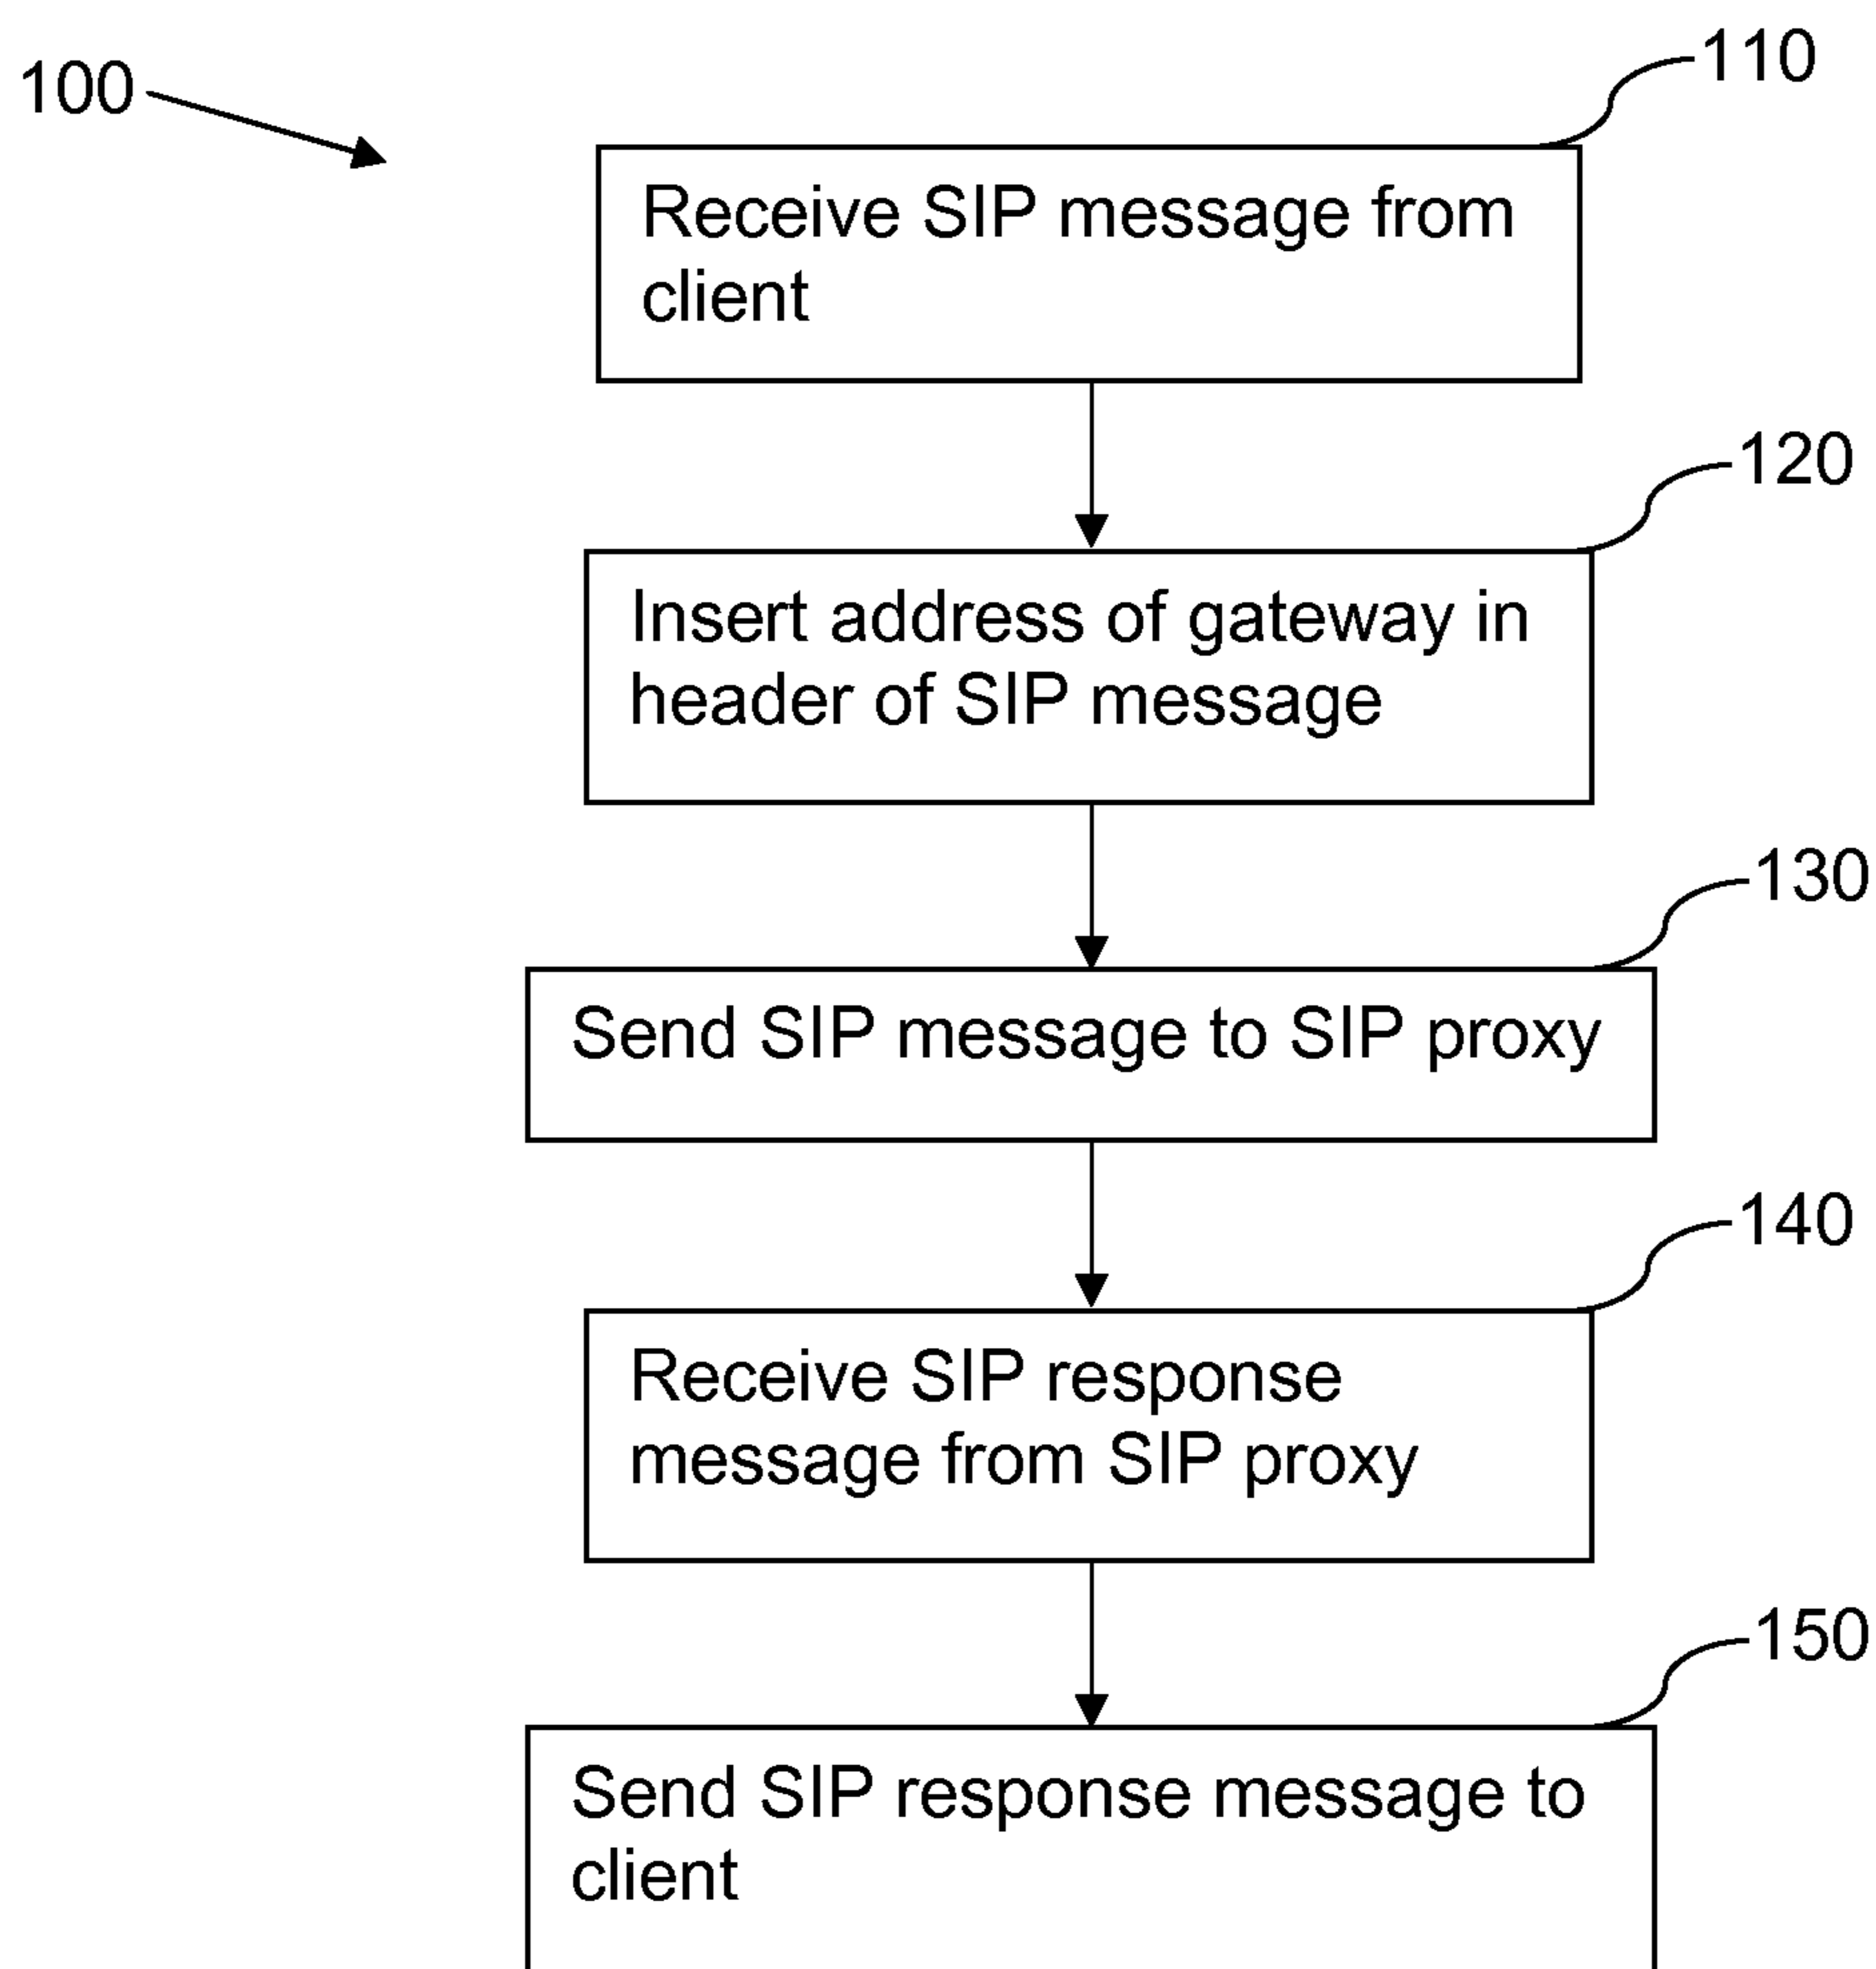 100
110
Receive SIP message from
client
120
Insert address of gateway in
header of SIP message
130
Send SIP message to SIP proxy
140
Receive SIP response
message from SIP proxy
150
Send SIP response message to
client